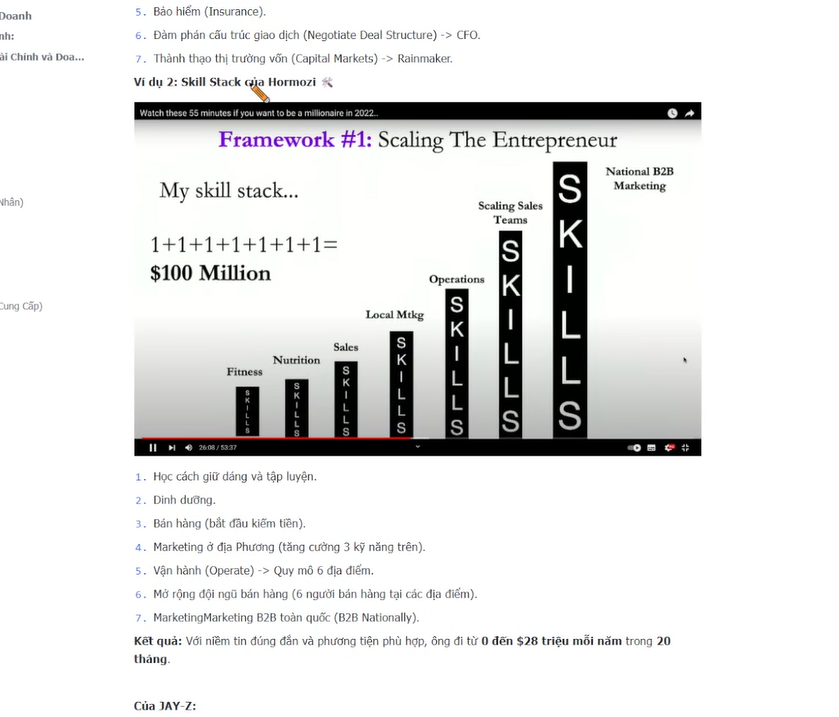 Doanh
nh:
ài Chính và Doa...
Nhân)
Cung Cấp)
5. Bảo hiểm (Insurance).
6. Đàm phán cấu trúc giao dịch (Negotiate Deal Structure) -> CFO.
7. Thành thạo thị trường vốn (Capital Markets) -> Rainmaker.
Ví dụ 2: Skill Stack của Hormozi 🛠️
Watch these 55 minutes if you want to be a millionaire in 2022..
Framework #1: Scaling The Entrepreneur
My skill stack...
1+1+1+1+1+1+1+1=
$100 Million
Fitness
SKILLS
Nutrition
SKILLS
Sales
SKILLS
Local Mtkg
SKILLS
Operations
SKILLS
Scaling Sales
Teams
SKILLS
National B2B
Marketing
SKILLS
26:08 / 53:37
1. Học cách giữ dáng và tập luyện.
2. Dinh dưỡng.
3. Bán hàng (bắt đầu kiếm tiền).
4. Marketing ở địa Phương (tăng cường 3 kỹ năng trên).
5. Vận hành (Operate) -> Quy mô 6 địa điểm.
6. Mở rộng đội ngũ bán hàng (6 người bán hàng tại các địa điểm).
7. MarketingMarketing B2B toàn quốc (B2B Nationally).
Kết quả: Với niềm tin đúng đắn và phương tiện phù hợp, ông đi từ 0 đến $28 triệu mỗi năm trong 20
tháng.
Của JAY-Z: